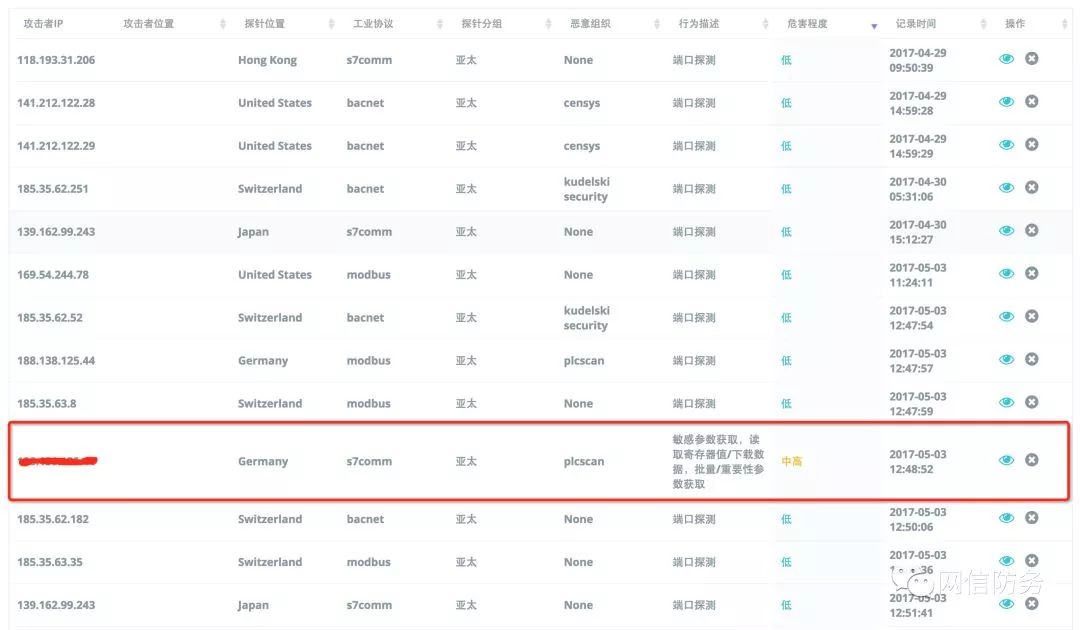 攻击者IP 攻击者位置 探针位置 工业协议 探针分组 恶意组织 行为描述 危害程度 记录时间 操作
118.193.31.206 Hong Kong s7comm 亚太 None 端口探测 低 2017-04-29
09:50:39
141.212.122.28 United States bacnet 亚太 censys 端口探测 低 2017-04-29
14:59:28
141.212.122.29 United States bacnet 亚太 censys 端口探测 低 2017-04-29
14:59:29
185.35.62.251 Switzerland bacnet 亚太 kudelski 端口探测 低 2017-04-30
security 05:31:06
139.162.99.243 Japan s7comm 亚太 None 端口探测 低 2017-04-30
15:12:27
169.54.244.78 United States modbus 亚太 None 端口探测 低 2017-05-03
11:24:11
185.35.62.52 Switzerland bacnet 亚太 kudelski 端口探测 低 2017-05-03
security 12:47:54
188.138.125.44 Germany modbus 亚太 plcscan 端口探测 低 2017-05-03
12:47:57
185.35.63.8 Switzerland modbus 亚太 None 端口探测 低 2017-05-03
12:47:59
敏感参数获取，读
Germany s7comm 亚太 plcscan 取寄存器值/下载数 中高 2017-05-03
据，批量/重要性参 12:48:52
数获取
185.35.62.182 Switzerland bacnet 亚太 None 端口探测 低 2017-05-03
12:50:06
185.35.63.35 Switzerland modbus 亚太 None 端口探测 低 2017-05-03
:36
网信防务
139.162.99.243 Japan s7comm 亚太 None 端口探测 低 2017-05-03
12:51:41